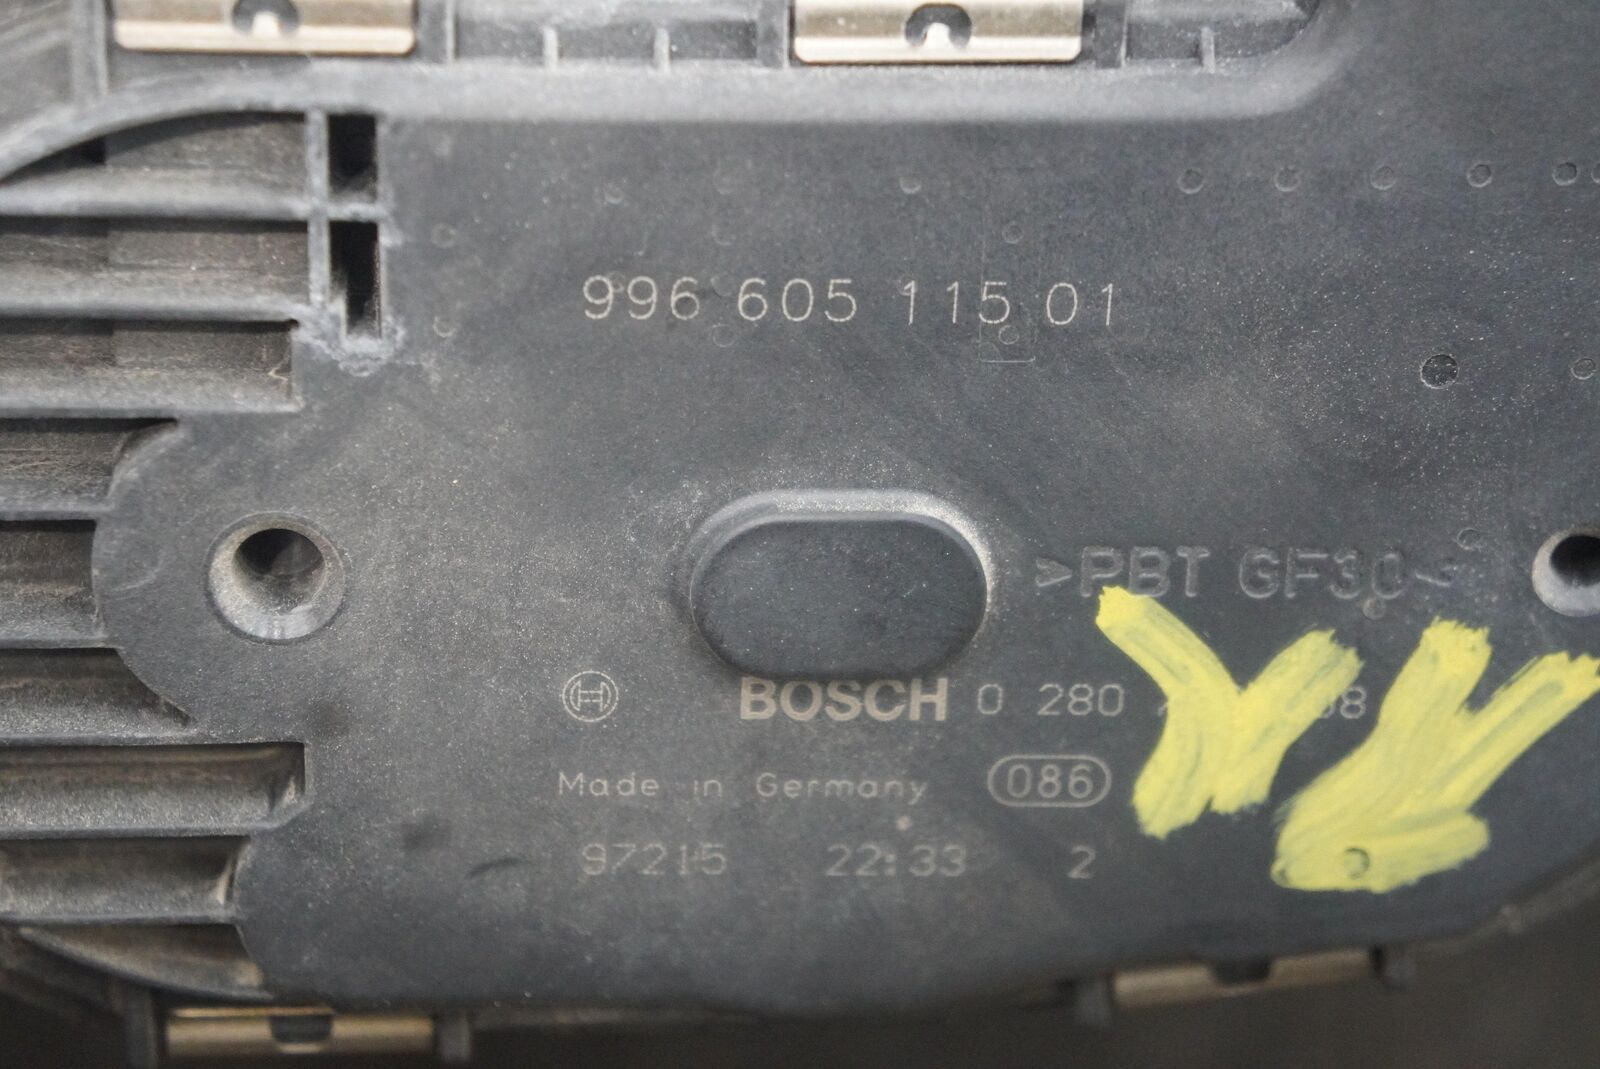 996 605 115 01
>PBT GF30<
BOSCH 0 280
Made in Germany 086
97215 22:33 2